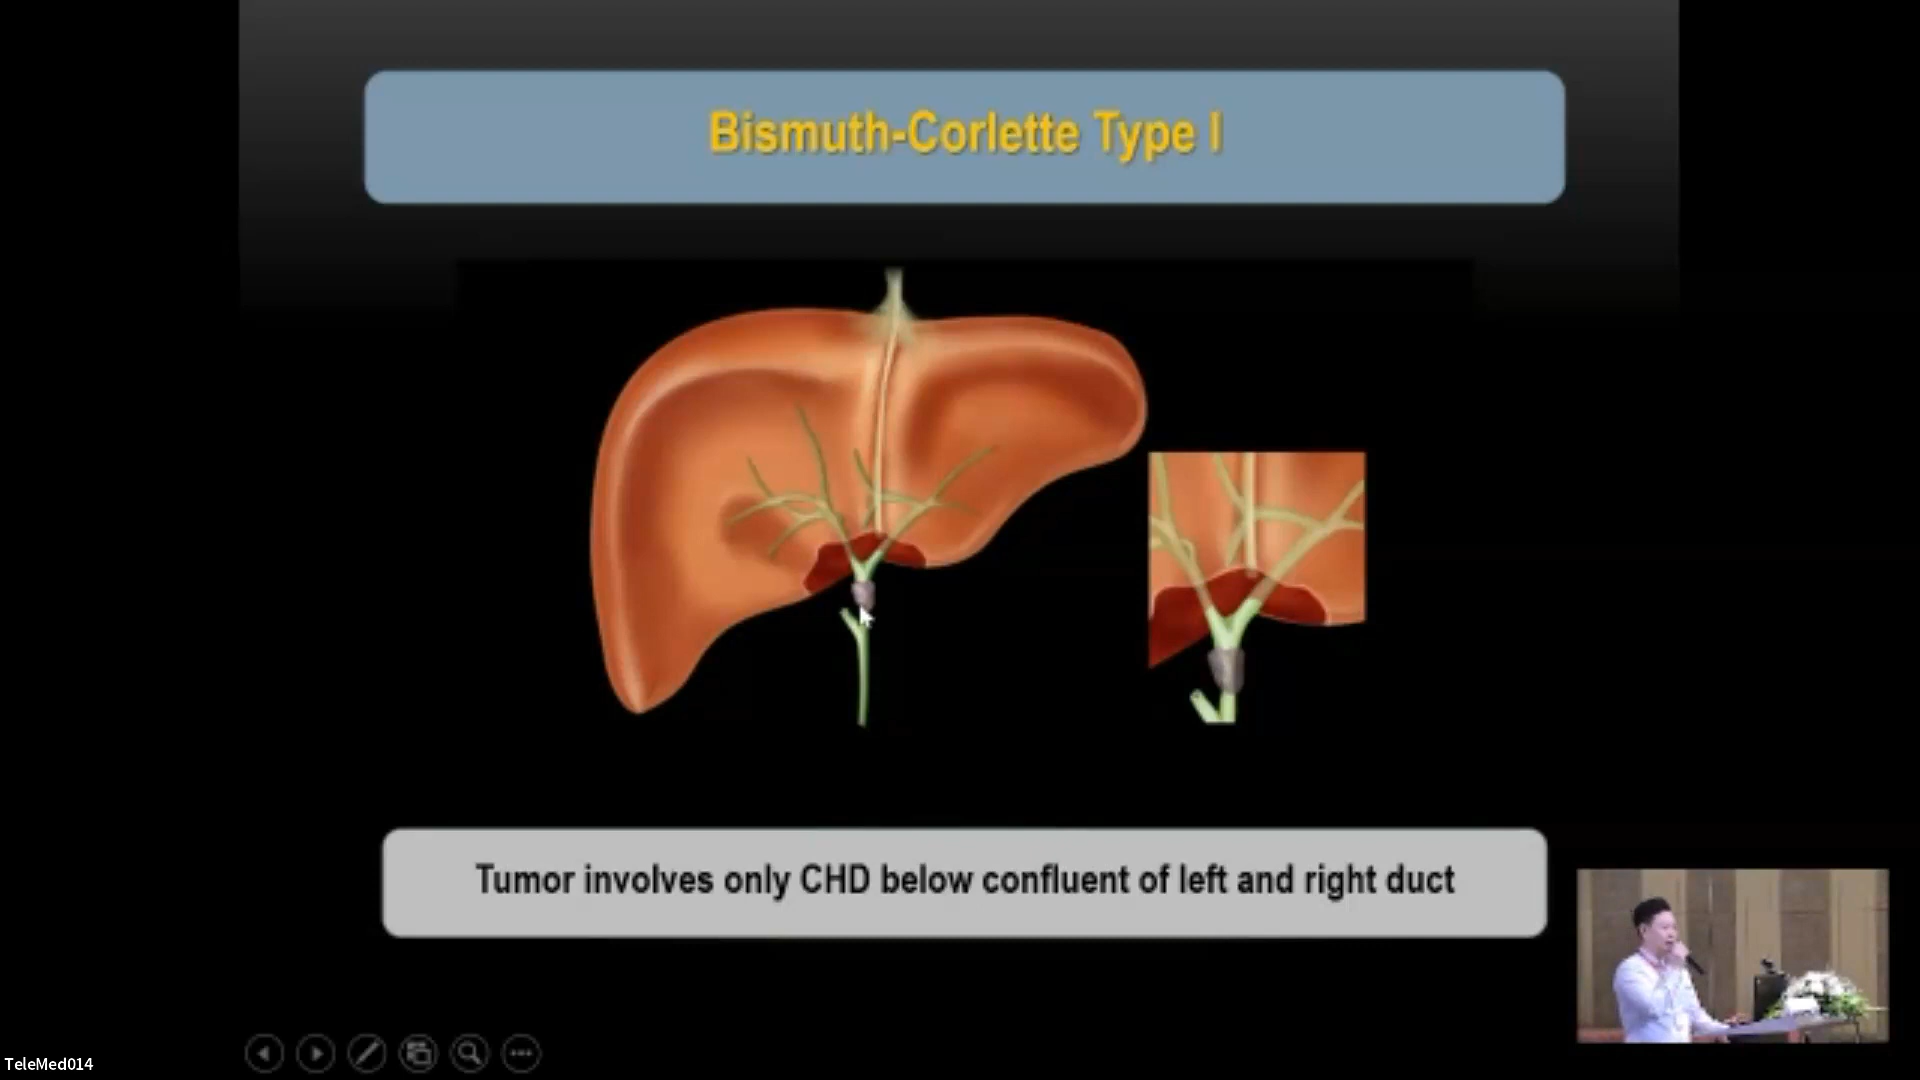 Bismuth-Corlette Type I
Tumor involves only CHD below confluent of left and right duct
TeleMed014